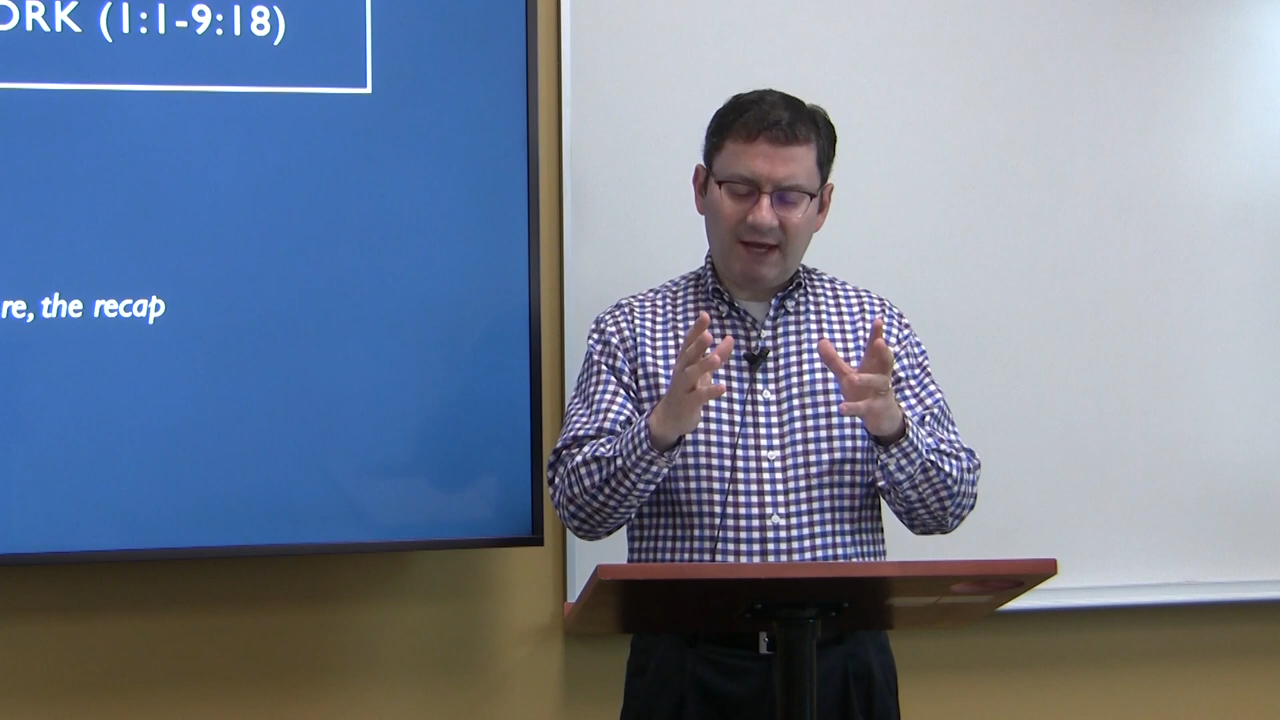 ORK (1:1-9:18)
re, the recap